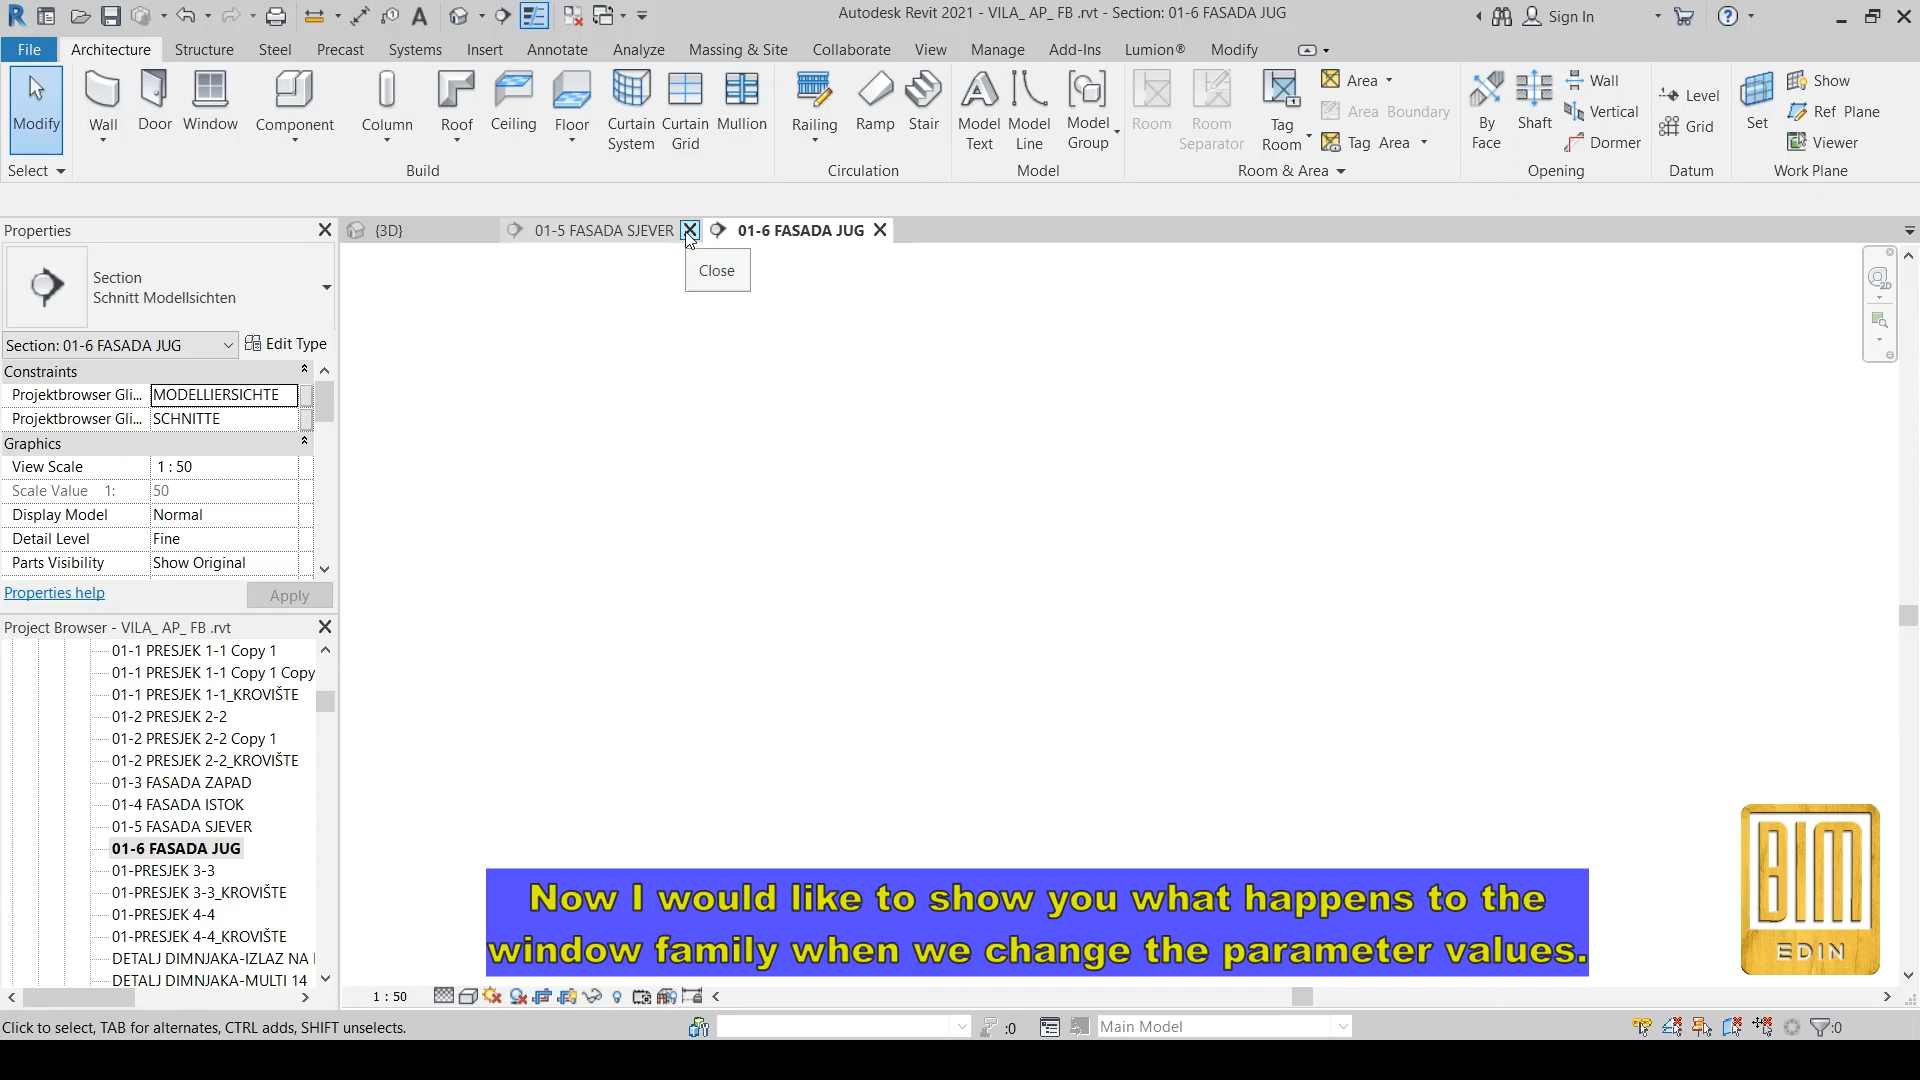 Autodesk Revit 2021 - VILA_ AP_ FB .rvt - Section: 01-6 FASADA JUG
Sign In
File Architecture Structure Steel Precast Systems Insert Annotate Analyze Massing & Site Collaborate View Manage Add-Ins Lumion® Modify
Modify
Wall
Door
Window
Component
Column
Roof
Ceiling
Floor
Curtain System
Curtain Grid
Mullion
Railing
Ramp
Stair
Model Text
Model Line
Model Group
Room
Room Separator
Tag Room
Area
Area Boundary
Tag Area
By Face
Shaft
Wall
Vertical
Dormer
Level
Grid
Set
Show
Ref Plane
Viewer
Select Build Circulation Model Room & Area Opening Datum Work Plane
Properties
{3D} 01-5 FASADA SJEVER 01-6 FASADA JUG
Close
Section
Schnitt Modellsichten
Section: 01-6 FASADA JUG Edit Type
Constraints
Projektbrowser Gli... MODELLIERSICHTE
Projektbrowser Gli... SCHNITTE
Graphics
View Scale 1 : 50
Scale Value 1: 50
Display Model Normal
Detail Level Fine
Parts Visibility Show Original
Properties help Apply
Project Browser - VILA_ AP_ FB .rvt
01-1 PRESJEK 1-1 Copy 1
01-1 PRESJEK 1-1 Copy 1 Copy
01-1 PRESJEK 1-1_KROVIŠTE
01-2 PRESJEK 2-2
01-2 PRESJEK 2-2 Copy 1
01-2 PRESJEK 2-2_KROVIŠTE
01-3 FASADA ZAPAD
01-4 FASADA ISTOK
01-5 FASADA SJEVER
01-6 FASADA JUG
01-PRESJEK 3-3
01-PRESJEK 3-3_KROVIŠTE
01-PRESJEK 4-4
01-PRESJEK 4-4_KROVIŠTE
DETALJ DIMNJAKA-IZLAZ NA
DETALJ DIMNJAKA-MULTI 14
Now I would like to show you what happens to the
window family when we change the parameter values.
BIM
EDIN
1 : 50
Click to select, TAB for alternates, CTRL adds, SHIFT unselects.
:0
Main Model
:0